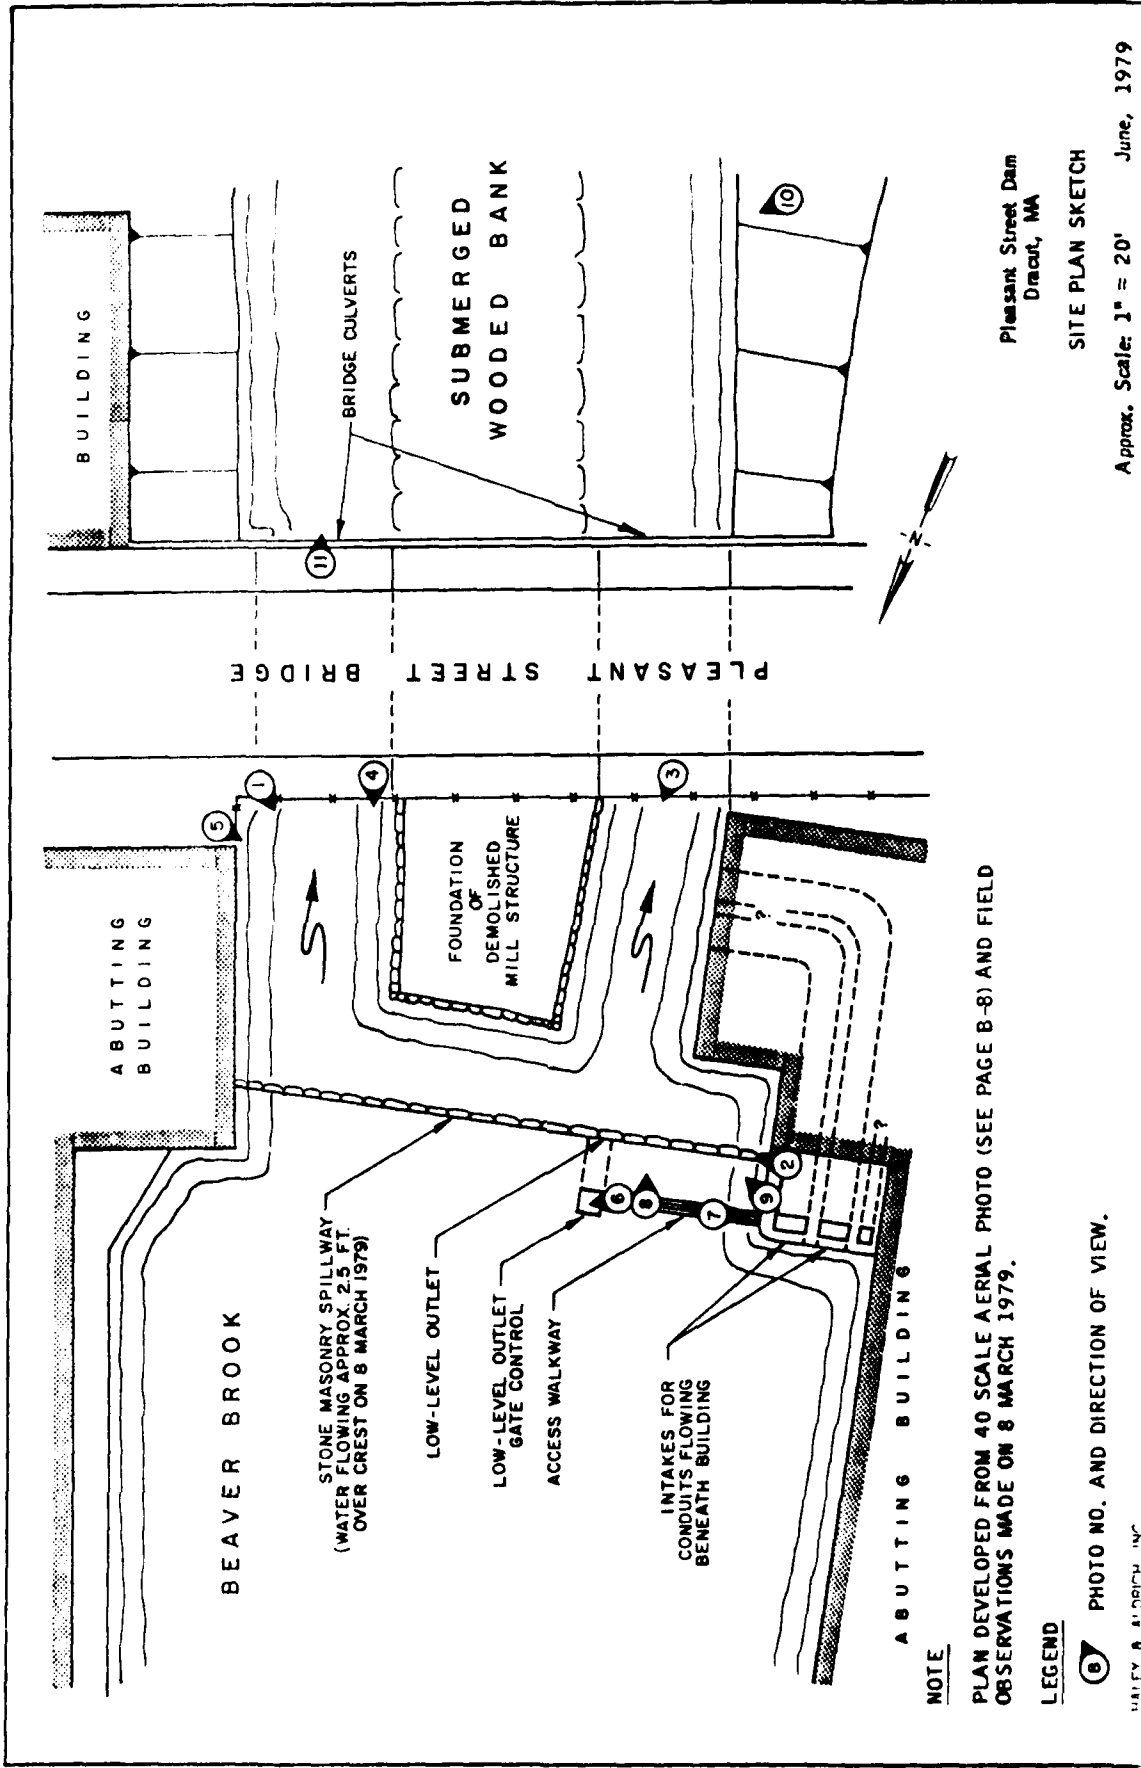 BUILDING
ABUTTING
BUILDING
BEAVER BROOK
STONE MASONRY SPILLWAY
(WATER FLOWING APPROX. 2.5 FT.
OVER CREST ON 8 MARCH 1979)
LOW-LEVEL OUTLET
LOW-LEVEL OUTLET
GATE CONTROL
ACCESS WALKWAY
INTAKES FOR
CONDUITS FLOWING
BENEATH BUILDING
ABUTTING BUILDING
FOUNDATION
OF
DEMOLISHED
MILL STRUCTURE
PLEASANT STREET BRIDGE
BRIDGE CULVERTS
SUBMERGED
WOODED BANK
5
1
4
3
11
10
6
8
7
9
2
?
?
N
NOTE
PLAN DEVELOPED FROM 40 SCALE AERIAL PHOTO (SEE PAGE B-8) AND FIELD
OBSERVATIONS MADE ON 8 MARCH 1979.
LEGEND
8 PHOTO NO. AND DIRECTION OF VIEW.
Pleasant Street Dam
Dracut, MA
SITE PLAN SKETCH
Approx. Scale: 1" = 20' June, 1979
HALEY & ALDRICH, INC.